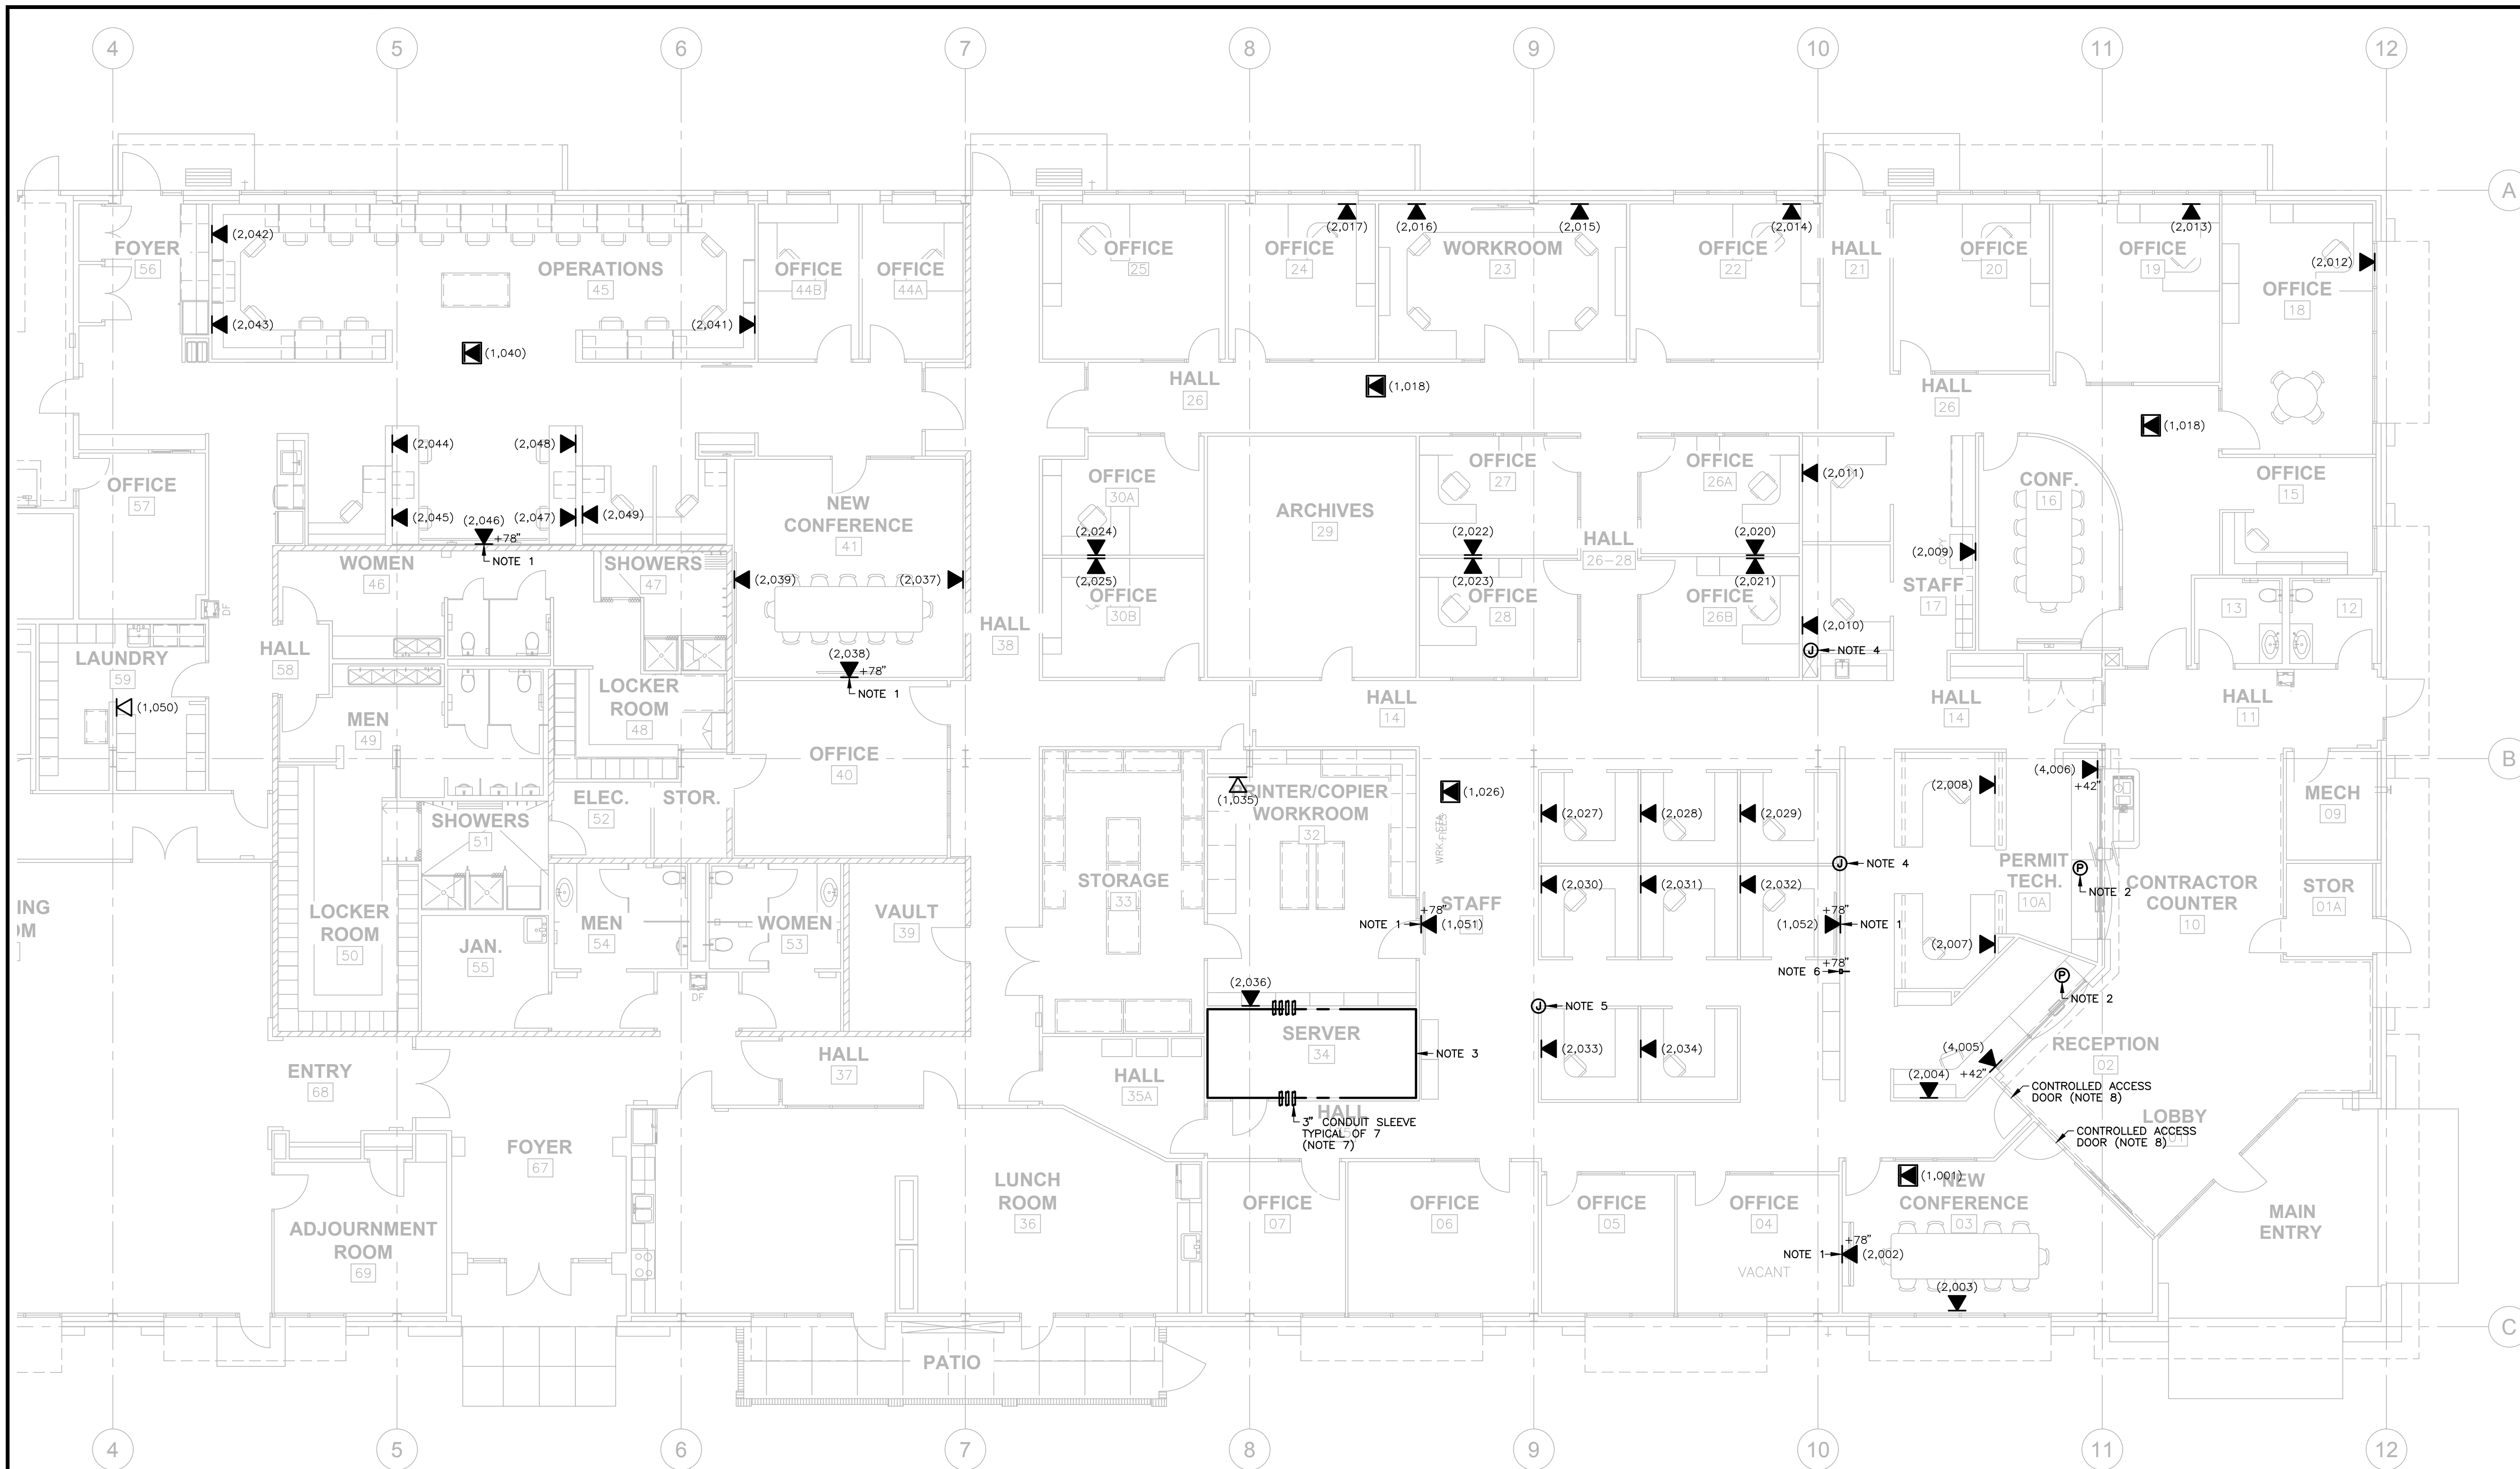 4
5
6
7
8
9
10
11
12
A
FOYER
56
(2,042)
OPERATIONS
45
OFFICE
44B
OFFICE
44A
(2,043)
(2,041)
(1,040)
OFFICE
25
OFFICE
24
(2,017)
(2,016)
WORKROOM
23
(2,015)
OFFICE
22
(2,014)
HALL
21
OFFICE
20
OFFICE
19
(2,013)
(2,012)
OFFICE
18
HALL
26
(1,018)
HALL
26
(1,018)
OFFICE
57
(2,044)
(2,048)
(2,045)
(2,046)
+78"
NOTE 1
(2,047)
(2,049)
NEW
CONFERENCE
41
(2,039)
(2,037)
(2,038)
+78"
NOTE 1
OFFICE
30A
(2,024)
(2,025)
OFFICE
30B
ARCHIVES
29
OFFICE
27
(2,022)
(2,023)
OFFICE
28
HALL
26-28
OFFICE
26A
(2,020)
(2,021)
OFFICE
26B
(2,011)
(2,010)
NOTE 4
J
(2,009)
COPY
STAFF
17
CONF.
16
OFFICE
15
13
12
WOMEN
46
SHOWERS
47
DF
HALL
58
LAUNDRY
59
(1,050)
MEN
49
LOCKER
ROOM
48
HALL
38
OFFICE
40
HALL
14
HALL
14
HALL
11
B
ELEC.
52
STOR.
SHOWERS
51
LOCKER
ROOM
50
JAN.
55
MEN
54
WOMEN
53
DF
VAULT
39
STORAGE
33
(1,035)
PRINTER/COPIER
WORKROOM
32
(1,026)
STAFF
+78"
NOTE 1
(1,051)
(2,027)
(2,028)
(2,029)
J
NOTE 4
(2,030)
(2,031)
(2,032)
+78"
(1,052)
NOTE 1
+78"
NOTE 6
(2,008)
(4,006)
+42"
PERMIT
TECH.
10A
P
NOTE 2
(2,007)
P
NOTE 2
CONTRACTOR
COUNTER
10
MECH
09
STOR
01A
ING
OM
(2,036)
SERVER
34
NOTE 3
J
NOTE 5
(2,033)
(2,034)
(4,005)
+42"
(2,004)
RECEPTION
02
CONTROLLED ACCESS
DOOR (NOTE 8)
LOBBY
CONTROLLED ACCESS
DOOR (NOTE 8)
HALL
3" CONDUIT SLEEVE
TYPICAL OF 7
(NOTE 7)
ENTRY
68
HALL
37
HALL
35A
FOYER
67
ADJOURNMENT
ROOM
69
LUNCH
ROOM
36
OFFICE
07
OFFICE
06
OFFICE
05
OFFICE
04
VACANT
(1,001)
NEW
CONFERENCE
03
+78"
NOTE 1
(2,002)
(2,003)
MAIN
ENTRY
PATIO
C
4
5
6
7
8
9
10
11
12